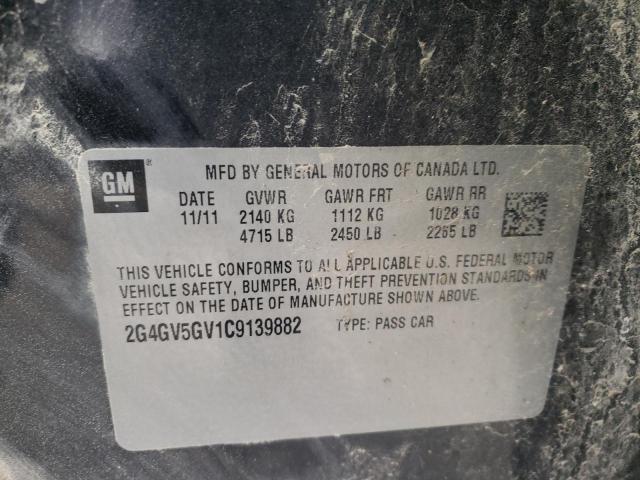 GM
MFD BY GENERAL MOTORS OF CANADA LTD.
DATE GVWR GAWR FRT GAWR RR
11/11 2140 KG 1112 KG 1028 KG
4715 LB 2450 LB 2265 LB
THIS VEHICLE CONFORMS TO ALL APPLICABLE U.S. FEDERAL MOTOR
VEHICLE SAFETY, BUMPER, AND THEFT PREVENTION STANDARDS IN
EFFECT ON THE DATE OF MANUFACTURE SHOWN ABOVE.
2G4GV5GV1C9139882 TYPE: PASS CAR